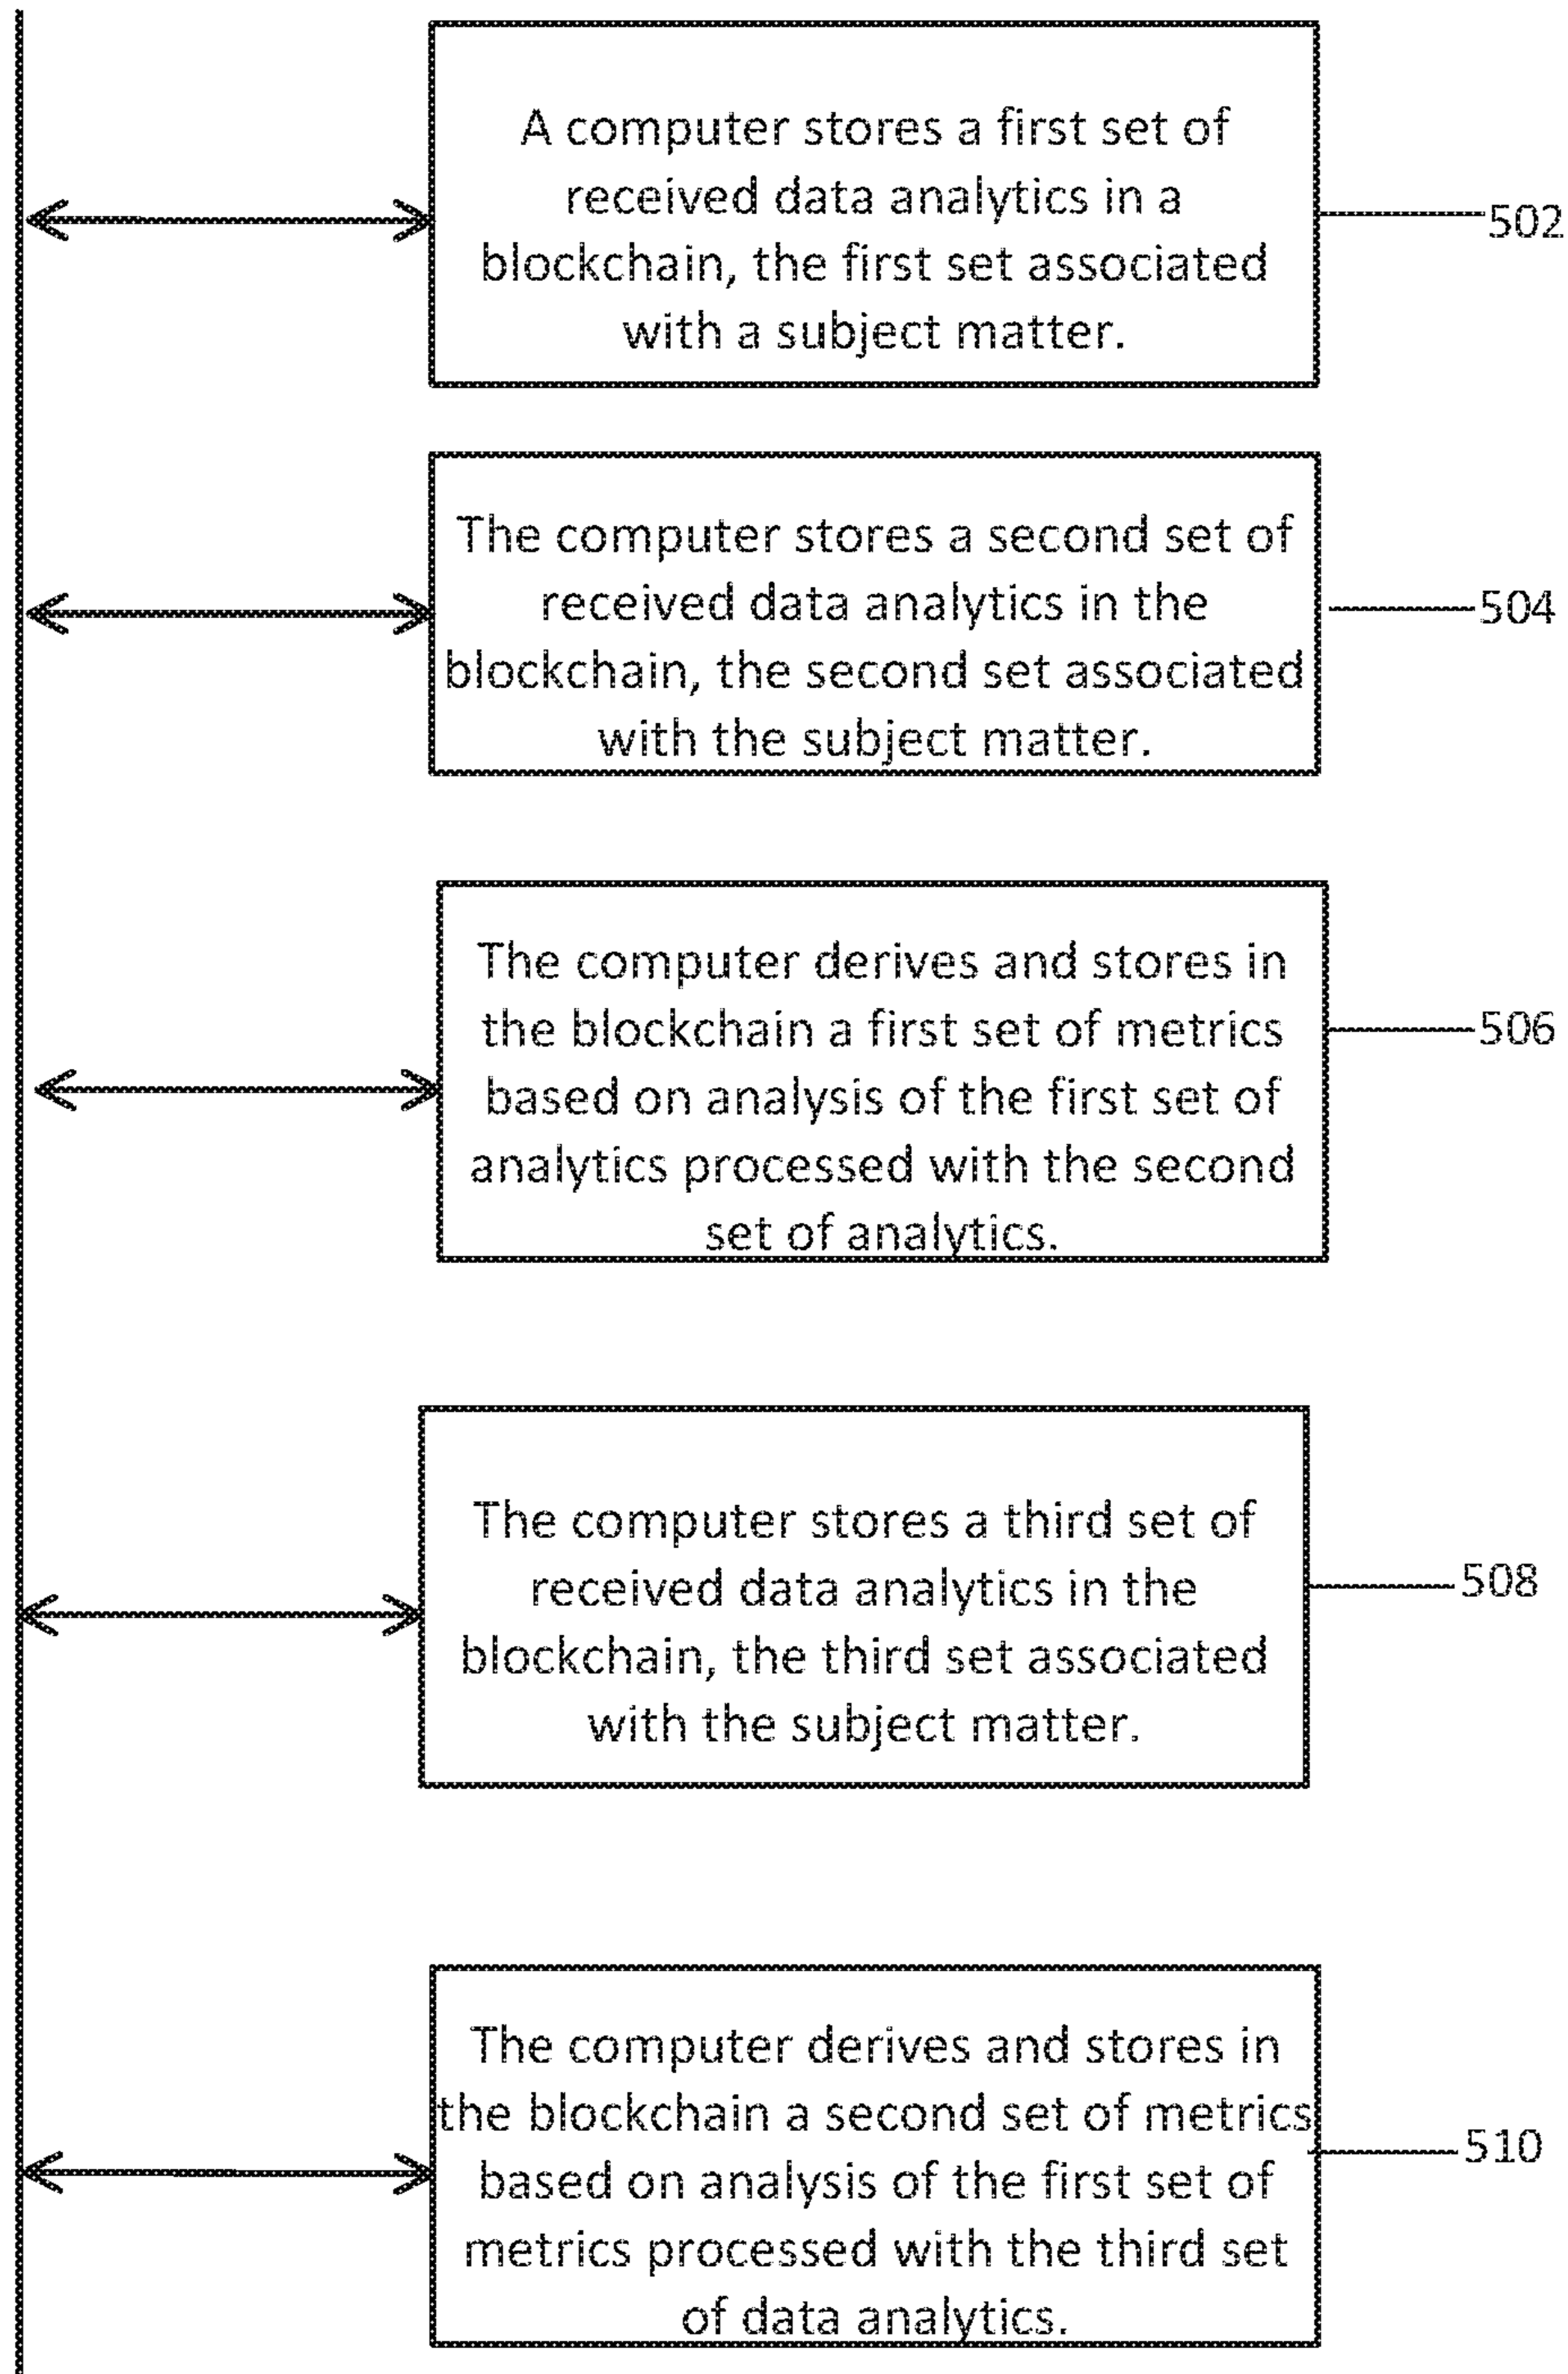 A computer stores a first set of
received data analytics in a
blockchain, the first set associated
with a subject matter.
502
The computer stores a second set of
received data analytics in the
blockchain, the second set associated
with the subject matter.
504
The computer derives and stores in
the blockchain a first set of metrics
based on analysis of the first set of
analytics processed with the second
set of analytics.
506
The computer stores a third set of
received data analytics in the
blockchain, the third set associated
with the subject matter.
508
The computer derives and stores in
the blockchain a second set of metrics
based on analysis of the first set of
metrics processed with the third set
of data analytics.
510